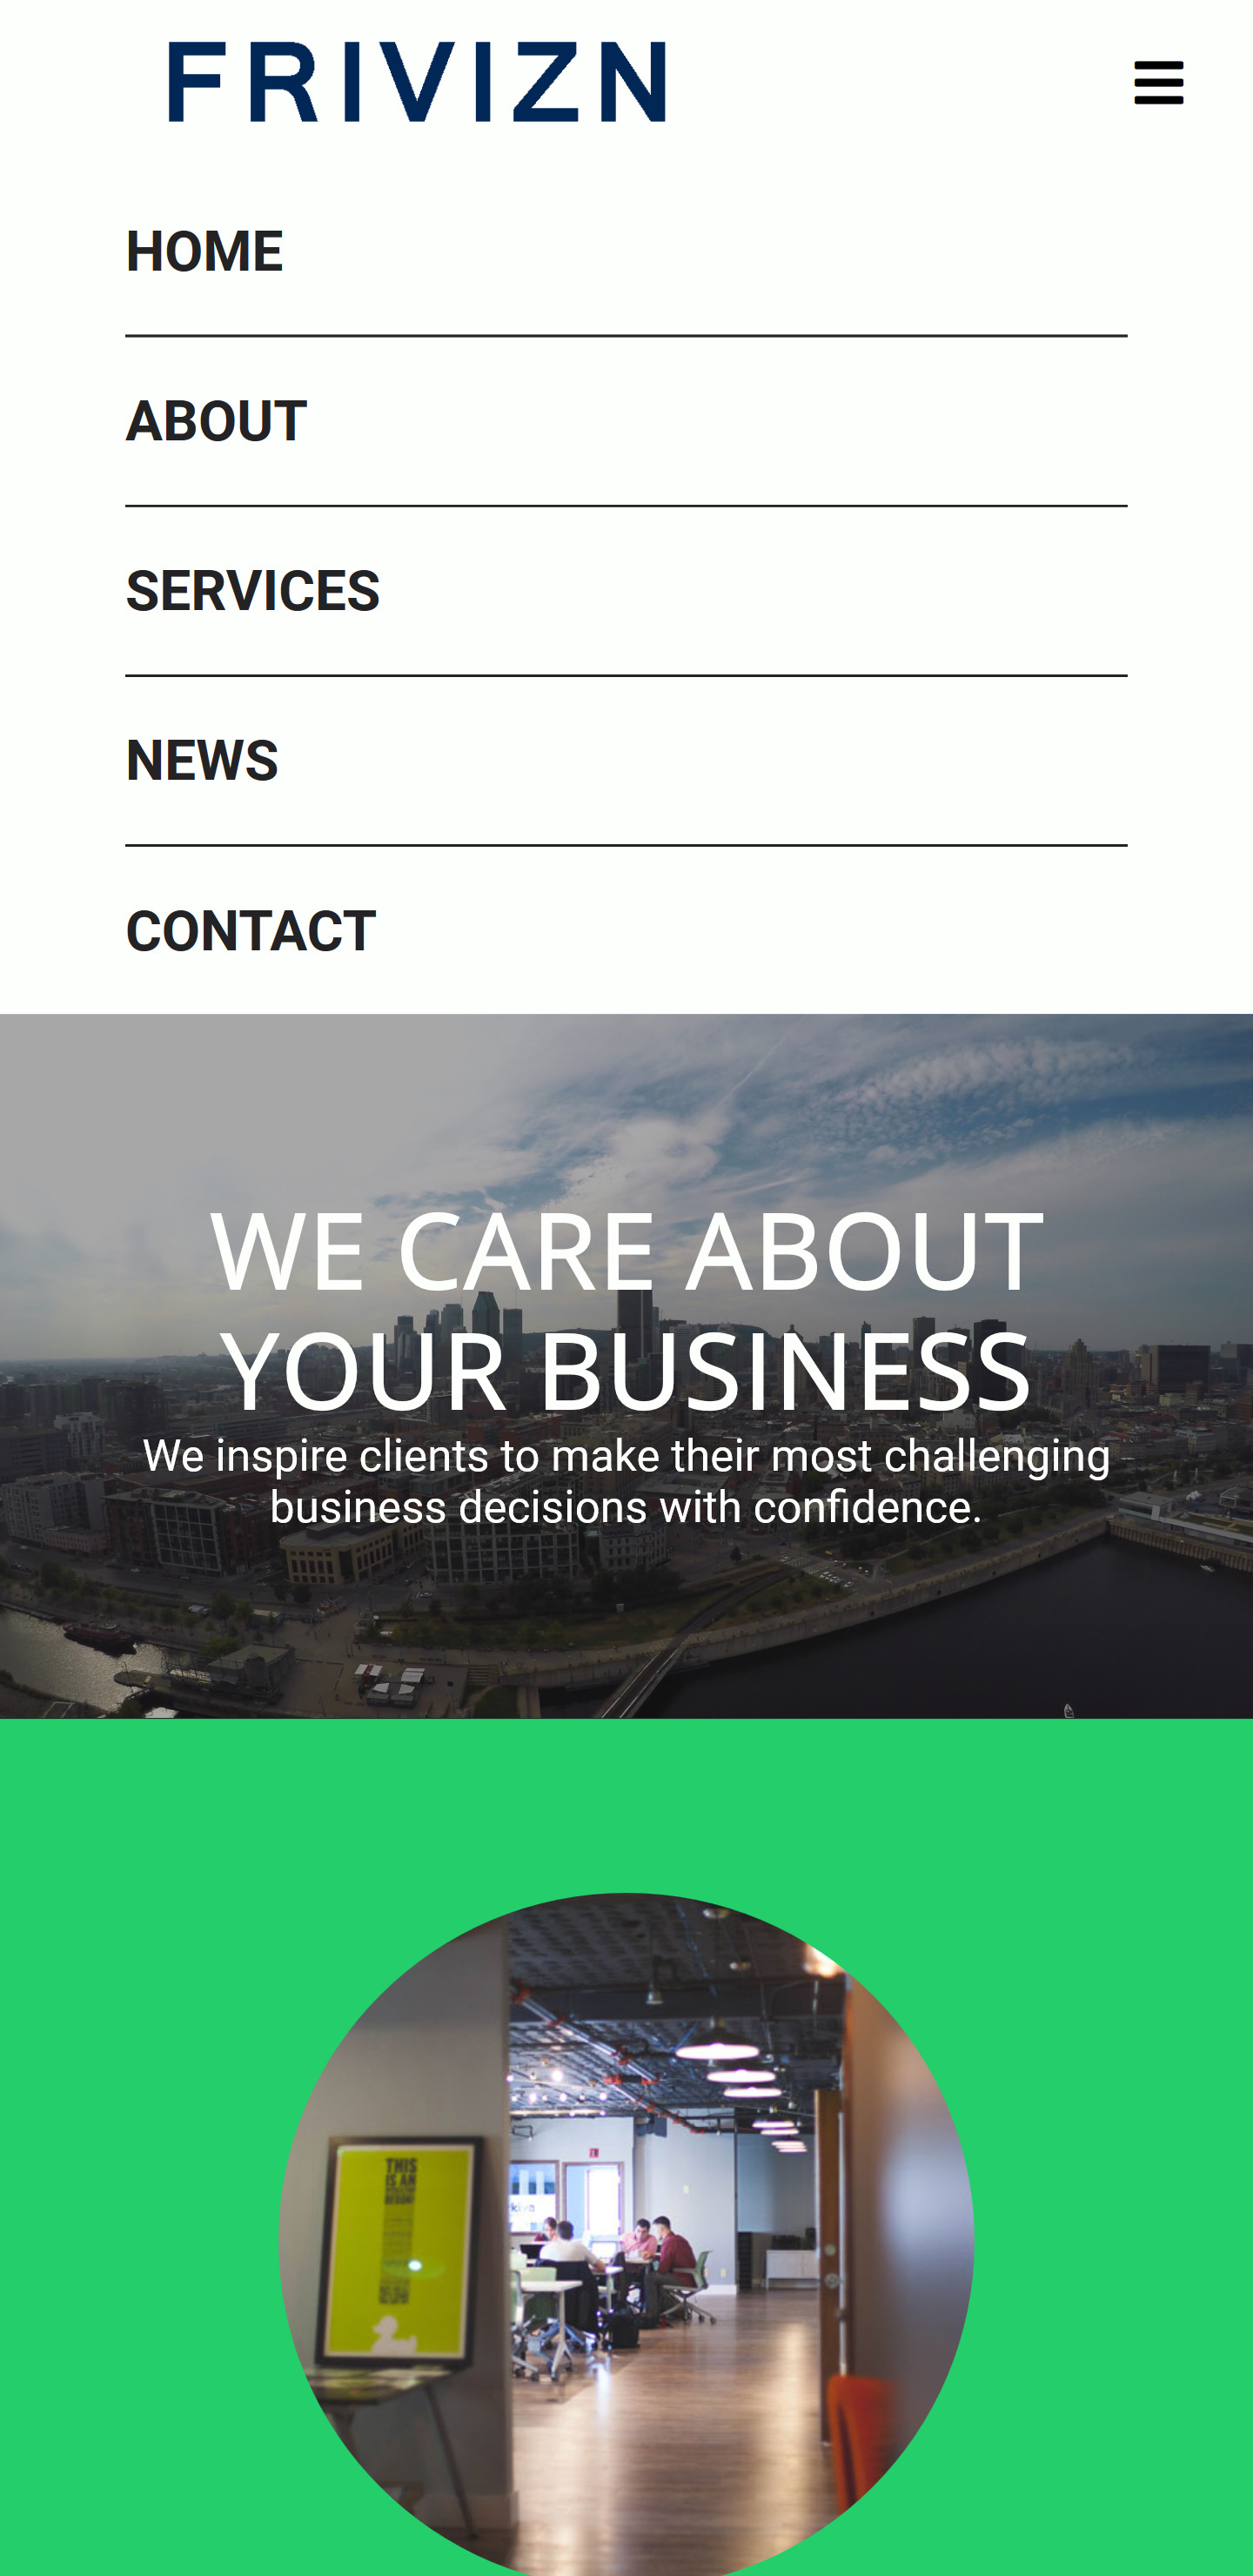 FRIVIZN
HOME
ABOUT
SERVICES
NEWS
CONTACT
WE CARE ABOUT
YOUR BUSINESS
We inspire clients to make their most challenging
business decisions with confidence.
THIS
IS AN